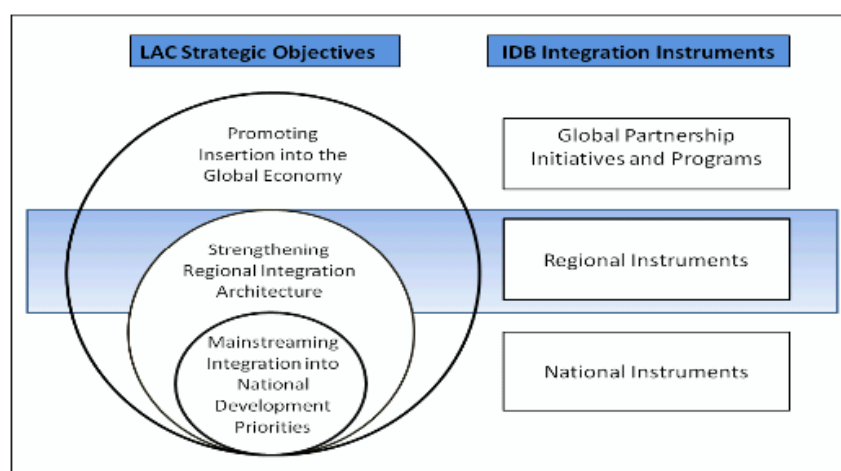 LAC Strategic Objectives
IDB Integration Instruments
Promoting
Insertion into the
Global Economy
Global Partnership
Initiatives and Programs
Strengthening
Regional Integration
Architecture
Regional Instruments
Mainstreaming
Integration into
National
Development
Priorities
National Instruments